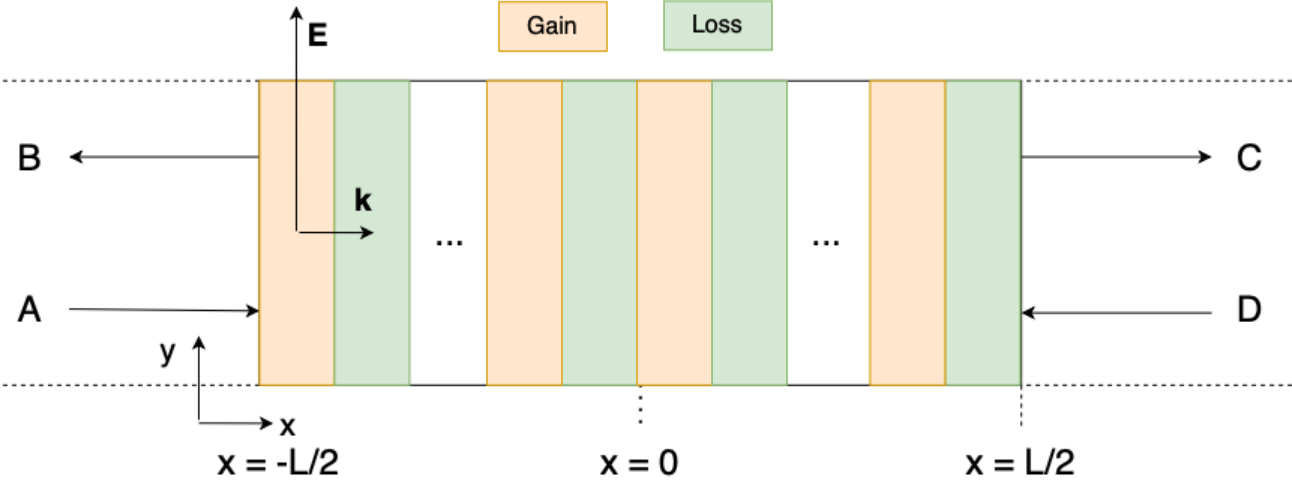 Gain Loss
E
B C
k
... ...
A D
y
x
x = -L/2 x = 0 x = L/2